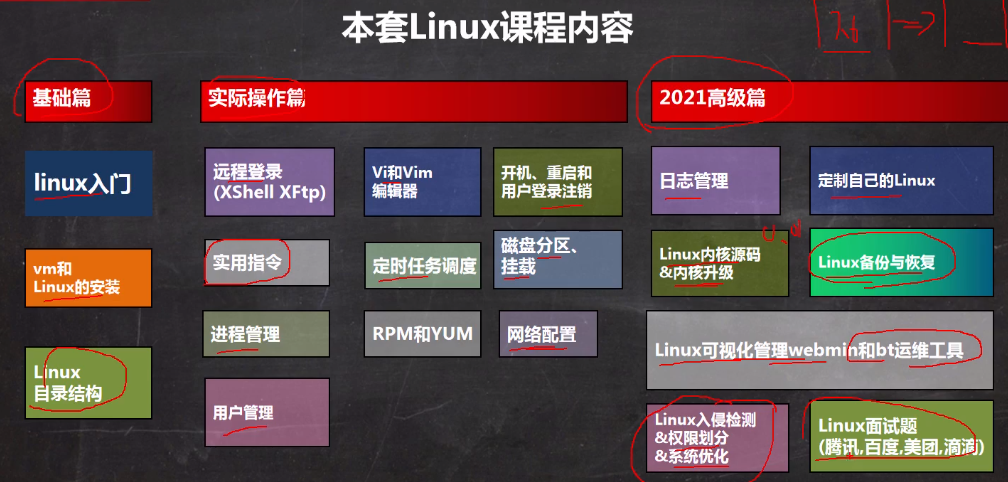 本套Linux课程内容
基础篇
linux入门
vm和
Linux的安装
Linux
目录结构
实际操作篇
远程登录
(XShell XFtp)
Vi和Vim
编辑器
开机、重启和
用户登录注销
实用指令
定时任务调度
磁盘分区、
挂载
进程管理
RPM和YUM
网络配置
用户管理
2021高级篇
日志管理
定制自己的Linux
Linux内核源码
&内核升级
Linux备份与恢复
Linux可视化管理webmin和bt运维工具
Linux入侵检测
&权限划分
&系统优化
Linux面试题
(腾讯,百度,美团,滴滴)